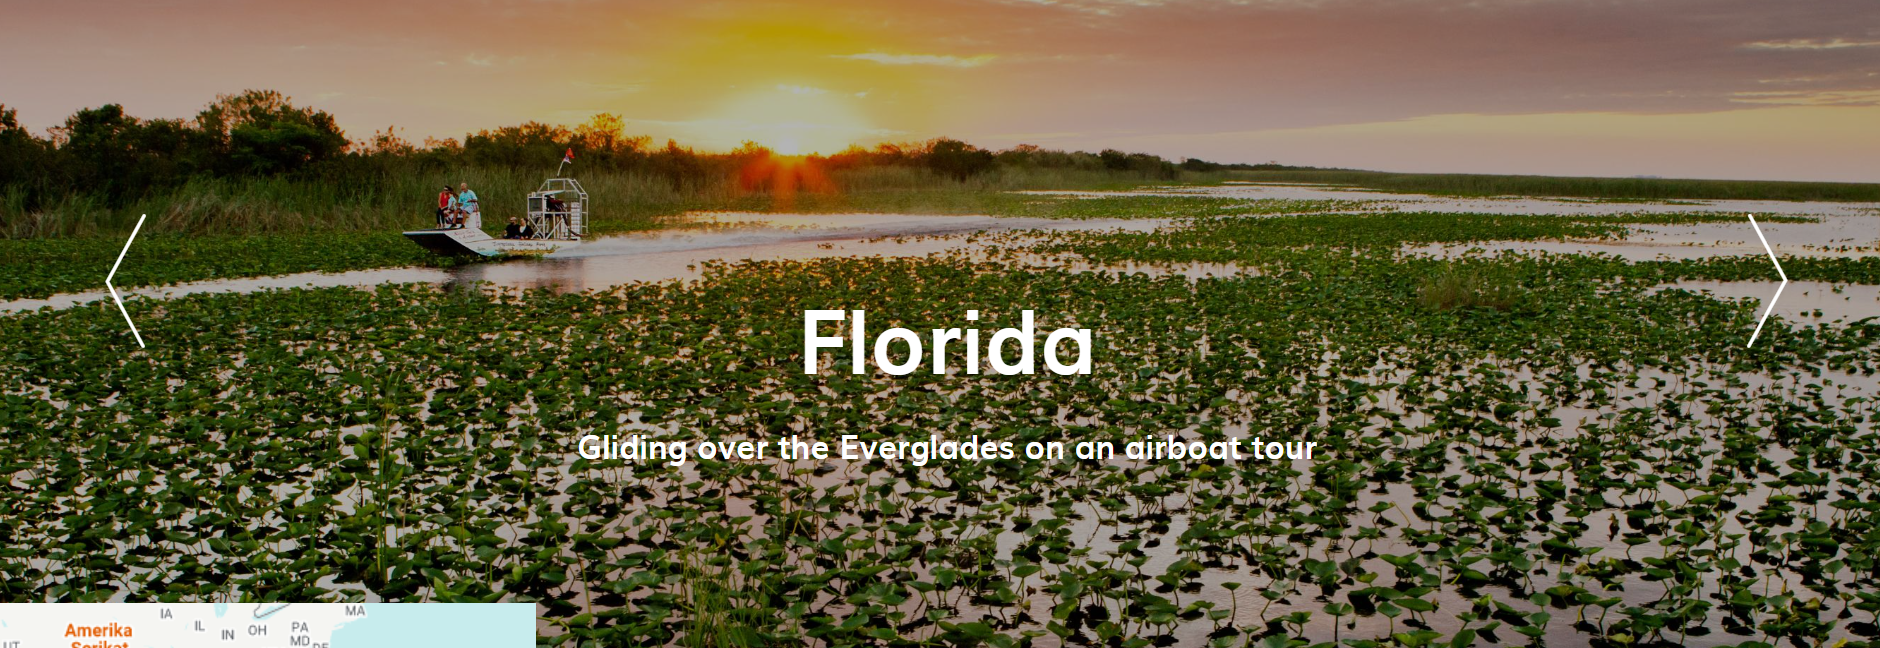 Florida
Gliding over the Everglades on an airboat tour
IA
MA
IL
IN
OH
PA
Amerika
MD
UT
DE
Serikat